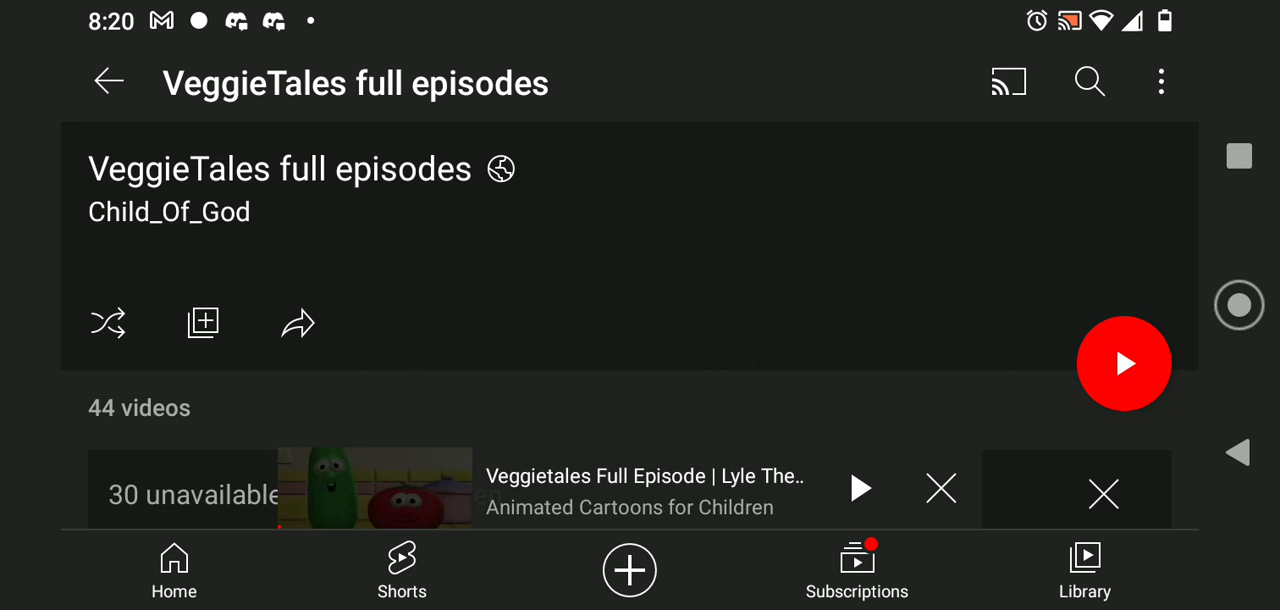 8:20
VeggieTales full episodes
VeggieTales full episodes
Child_Of_God
44 videos
30 unavailable
Veggietales Full Episode | Lyle The..
Animated Cartoons for Children
Home
Shorts
Subscriptions
Library